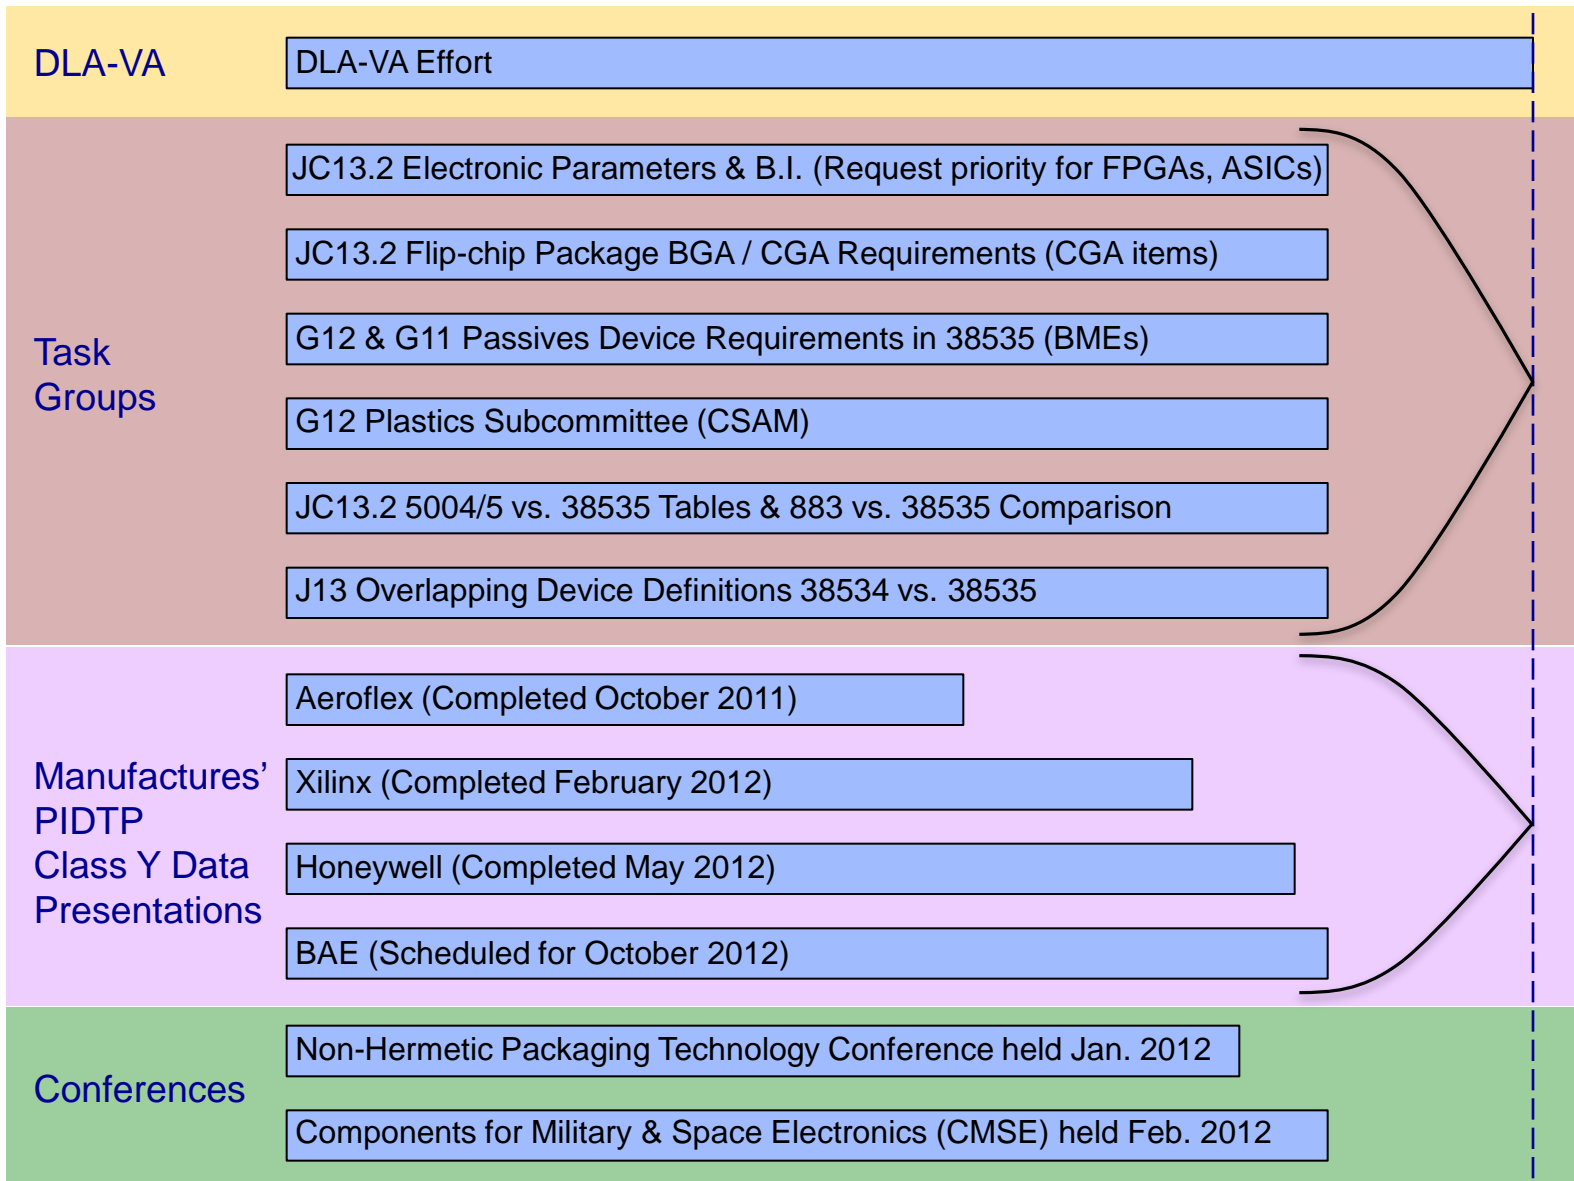 DLA-VA
DLA-VA Effort
Task
Groups
JC13.2 Electronic Parameters & B.I. (Request priority for FPGAs, ASICs)
JC13.2 Flip-chip Package BGA / CGA Requirements (CGA items)
G12 & G11 Passives Device Requirements in 38535 (BMEs)
G12 Plastics Subcommittee (CSAM)
JC13.2 5004/5 vs. 38535 Tables & 883 vs. 38535 Comparison
J13 Overlapping Device Definitions 38534 vs. 38535
Manufactures’
PIDTP
Class Y Data
Presentations
Aeroflex (Completed October 2011)
Xilinx (Completed February 2012)
Honeywell (Completed May 2012)
BAE (Scheduled for October 2012)
Conferences
Non-Hermetic Packaging Technology Conference held Jan. 2012
Components for Military & Space Electronics (CMSE) held Feb. 2012